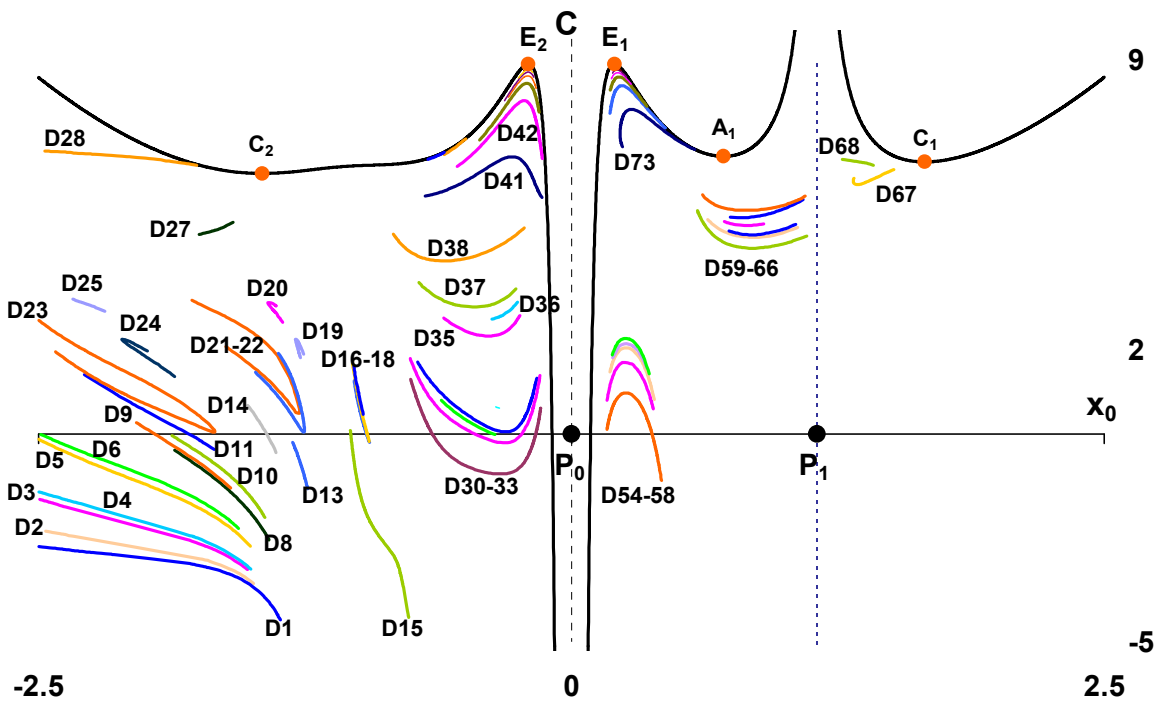 C
E₂
E₁
9
A₁
D28
C₂
D42
D73
D68
C₁
D41
D67
D27
D38
D59-66
D25
D20
D37
D36
D23
D24
D19
D35
2
D21-22
D16-18
D9
D14
x₀
D6
D11
D5
D10
P₀
P₁
D3
D4
D13
D30-33
D54-58
D2
D8
D1
D15
-5
-2.5
0
2.5